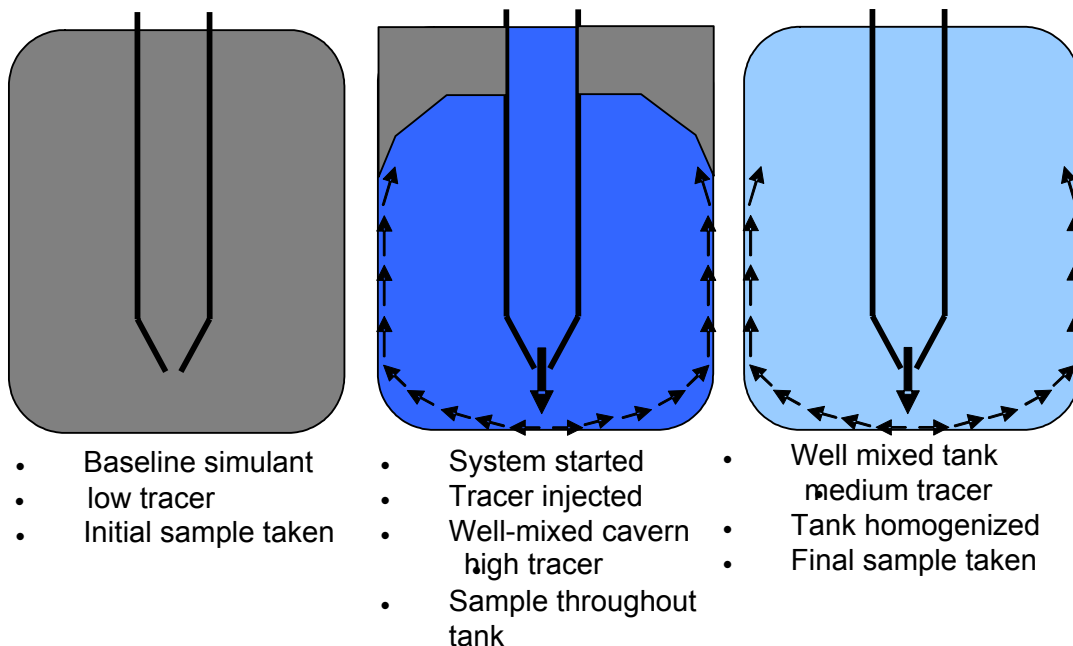 • Baseline simulant
• low tracer
• Initial sample taken
• System started
• Tracer injected
• Well-mixed cavern
• high tracer
• Sample throughout
tank
• Well mixed tank
• medium tracer
• Tank homogenized
• Final sample taken